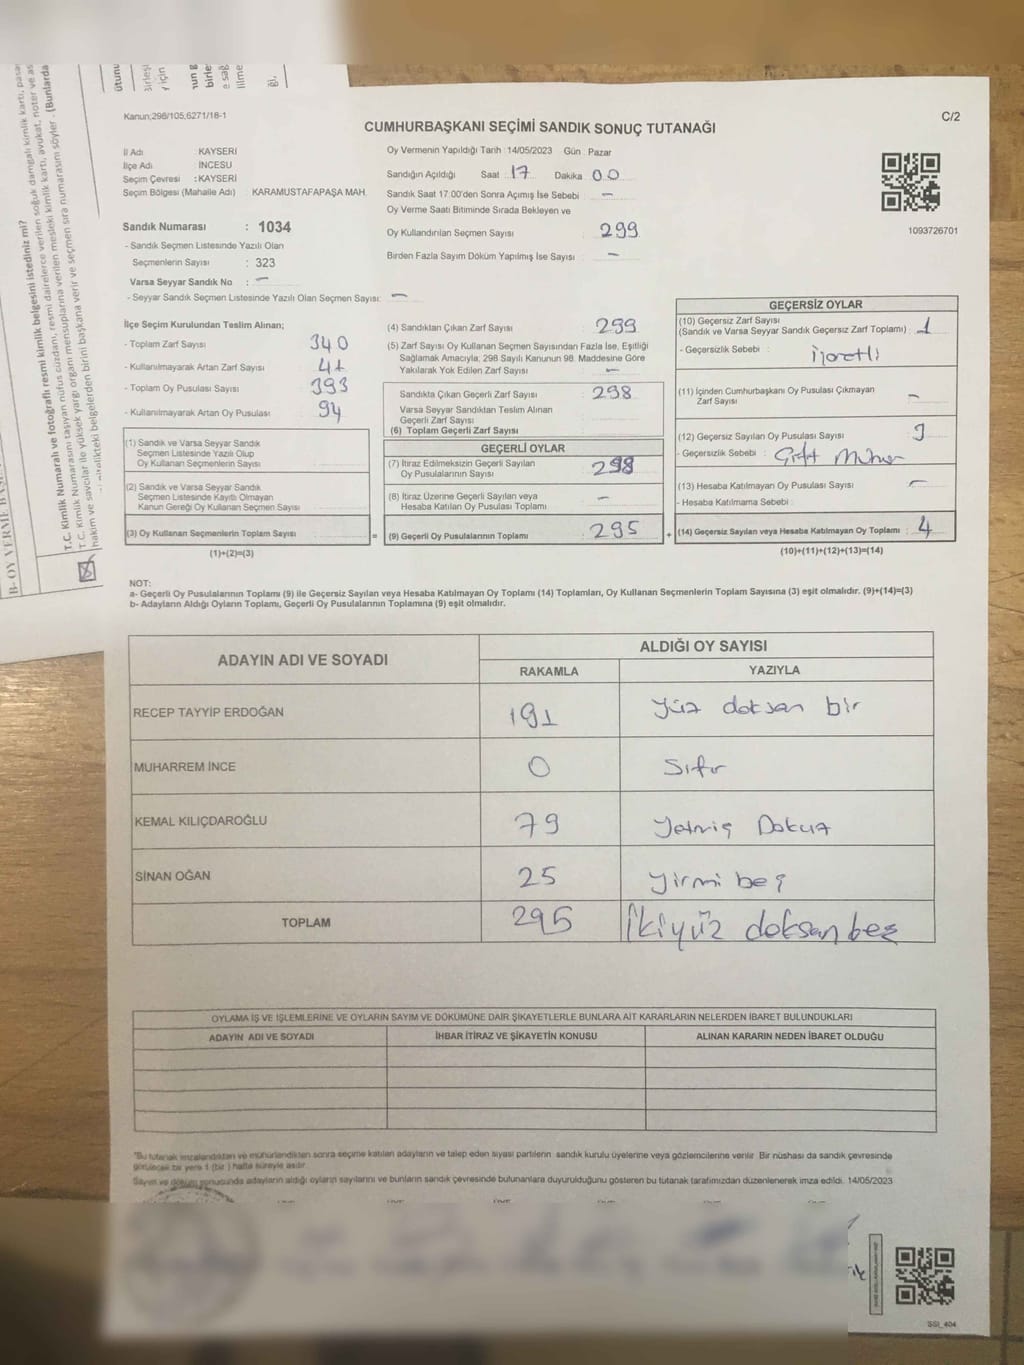 Kanun;298/105,6271/18-1
C/2
CUMHURBAŞKANI SEÇİMİ SANDIK SONUÇ TUTANAĞI
İl Adı KAYSERİ
İlçe Adı İNCESU
Seçim Çevresi : KAYSERİ
Seçim Bölgesi (Mahalle Adı) KARAMUSTAFAPAŞA MAH.
Sandık Numarası : 1034
- Sandık Seçmen Listesinde Yazılı Olan
Seçmenlerin Sayısı : 323
Varsa Seyyar Sandık No : -
- Seyyar Sandık Seçmen Listesinde Yazılı Olan Seçmen Sayısı: -
Oy Vermenin Yapıldığı Tarih : 14/05/2023 Gün : Pazar
Sandığın Açıldığı Saat : 17 Dakika 00
Sandık Saat 17:00'den Sonra Açımış İse Sebebi -
Oy Verme Saati Bitiminde Sırada Bekleyen ve
Oy Kullandırılan Seçmen Sayısı 299
Birden Fazla Sayım Döküm Yapılmış İse Sayısı -
1093726701
İlçe Seçim Kurulundan Teslim Alınan;
- Toplam Zarf Sayısı 340
- Kullanılmayarak Artan Zarf Sayısı 41
- Toplam Oy Pusulası Sayısı 393
- Kullanılmayarak Artan Oy Pusulası 94
(1) Sandık ve Varsa Seyyar Sandık
Seçmen Listesinde Yazılı Olup
Oy Kullanan Seçmenlerin Sayısı
(2) Sandık ve Varsa Seyyar Sandık
Seçmen Listesinde Kayıtlı Olmayan
Kanun Gereği Oy Kullanan Seçmen Sayısı
(3) Oy Kullanan Seçmenlerin Toplam Sayısı =
(1)+(2)=(3)
(4) Sandıktan Çıkan Zarf Sayısı 299
(5) Zarf Sayısı Oy Kullanan Seçmen Sayısından Fazla İse, Eşitliği
Sağlamak Amacıyla; 298 Sayılı Kanunun 98. Maddesine Göre
Yakılarak Yok Edilen Zarf Sayısı -
Sandıkta Çıkan Geçerli Zarf Sayısı 298
Varsa Seyyar Sandıktan Teslim Alınan
Geçerli Zarf Sayısı
(6) Toplam Geçerli Zarf Sayısı
GEÇERLİ OYLAR
(7) İtiraz Edilmeksizin Geçerli Sayılan
Oy Pusulalarının Sayısı 298
(8) İtiraz Üzerine Geçerli Sayılan veya
Hesaba Katılan Oy Pusulası Toplamı -
(9) Geçerli Oy Pusulalarının Toplamı 295 +
GEÇERSİZ OYLAR
(10) Geçersiz Zarf Sayısı
(Sandık ve Varsa Seyyar Sandık Geçersiz Zarf Toplamı) 1
- Geçersizlik Sebebi : İşaretli
(11) İçinden Cumhurbaşkanı Oy Pusulası Çıkmayan
Zarf Sayısı -
(12) Geçersiz Sayılan Oy Pusulası Sayısı 3
- Geçersizlik Sebebi : Çift Mühür
(13) Hesaba Katılmayan Oy Pusulası Sayısı -
- Hesaba Katılmama Sebebi :
(14) Geçersiz Sayılan veya Hesaba Katılmayan Oy Toplamı : 4
(10)+(11)+(12)+(13)=(14)
NOT:
a- Geçerli Oy Pusulalarının Toplamı (9) ile Geçersiz Sayılan veya Hesaba Katılmayan Oy Toplamı (14) Toplamları, Oy Kullanan Seçmenlerin Toplam Sayısına (3) eşit olmalıdır. (9)+(14)=(3)
b- Adayların Aldığı Oyların Toplamı, Geçerli Oy Pusulalarının Toplamına (9) eşit olmalıdır.
ADAYIN ADI VE SOYADI
ALDIĞI OY SAYISI
RAKAMLA YAZIYLA
RECEP TAYYİP ERDOĞAN 191 Yüz doksan bir
MUHARREM İNCE 0 Sıfır
KEMAL KILIÇDAROĞLU 79 Yetmiş Dokuz
SİNAN OĞAN 25 Yirmi beş
TOPLAM 295 İkiyüz doksanbeş
OYLAMA İŞ VE İŞLEMLERİNE VE OYLARIN SAYIM VE DÖKÜMÜNE DAİR ŞİKAYETLERLE BUNLARA AİT KARARLARIN NELERDEN İBARET BULUNDUKLARI
ADAYIN ADI VE SOYADI İHBAR İTİRAZ VE ŞİKAYETİN KONUSU ALINAN KARARIN NEDEN İBARET OLDUĞU
"Bu tutanak imzalandıktan ve mühürlendikten sonra seçime katılan adayların ve talep eden siyasi partilerin sandık kurulu üyelerine veya gözlemcilerine verilir. Bir nüshası da sandık çevresinde
görülecek bir yere 1 (bir) hafta süreyle asılır.
Sayım ve döküm sonucunda adayların aldığı oyların sayılarını ve bunların sandık çevresinde bulunanlara duyurulduğunu gösteren bu tutanak tarafımızdan düzenlenerek imza edildi. 14/05/2023
SSI_404
T.C. Kimlik Numaralı ve fotoğraflı resmi kimlik belgesini istediniz mi?